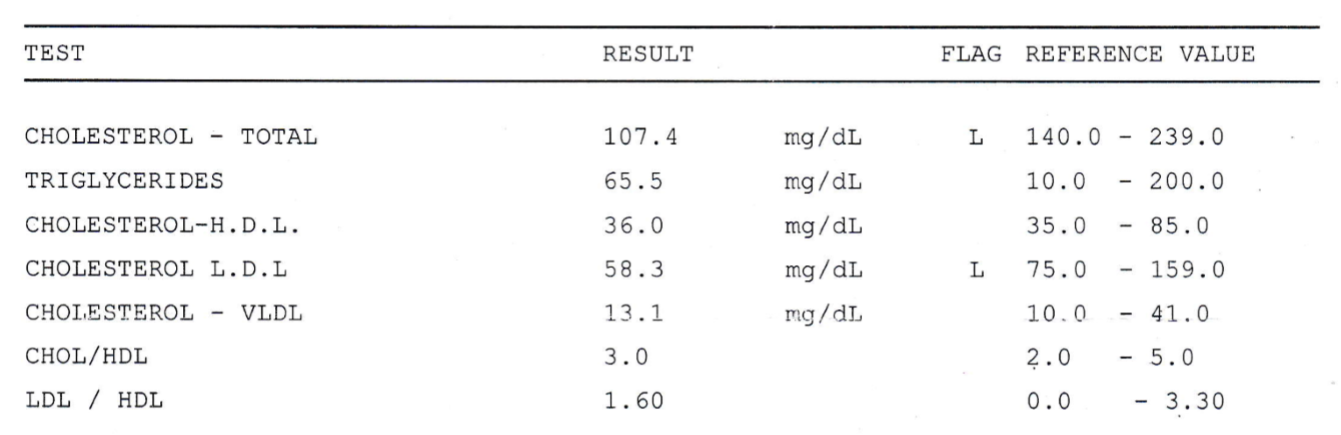 TEST RESULT FLAG REFERENCE VALUE
CHOLESTEROL - TOTAL 107.4 mg/dL L 140.0 - 239.0
TRIGLYCERIDES 65.5 mg/dL 10.0 - 200.0
CHOLESTEROL-H.D.L. 36.0 mg/dL 35.0 - 85.0
CHOLESTEROL L.D.L 58.3 mg/dL L 75.0 - 159.0
CHOLESTEROL - VLDL 13.1 mg/dL 10.0 - 41.0
CHOL/HDL 3.0 2.0 - 5.0
LDL / HDL 1.60 0.0 - 3.30